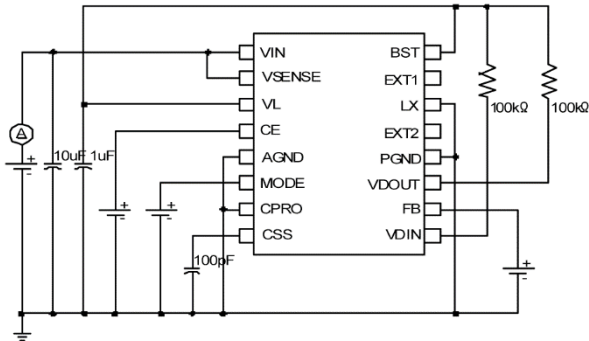 VIN
BST
VSENSE
EXT1
VL
LX
100kΩ
100kΩ
CE
EXT2
A
+
-
10uF
1uF
AGND
PGND
+
-
+
-
MODE
VDOUT
CPRO
FB
CSS
VDIN
100pF
+
-